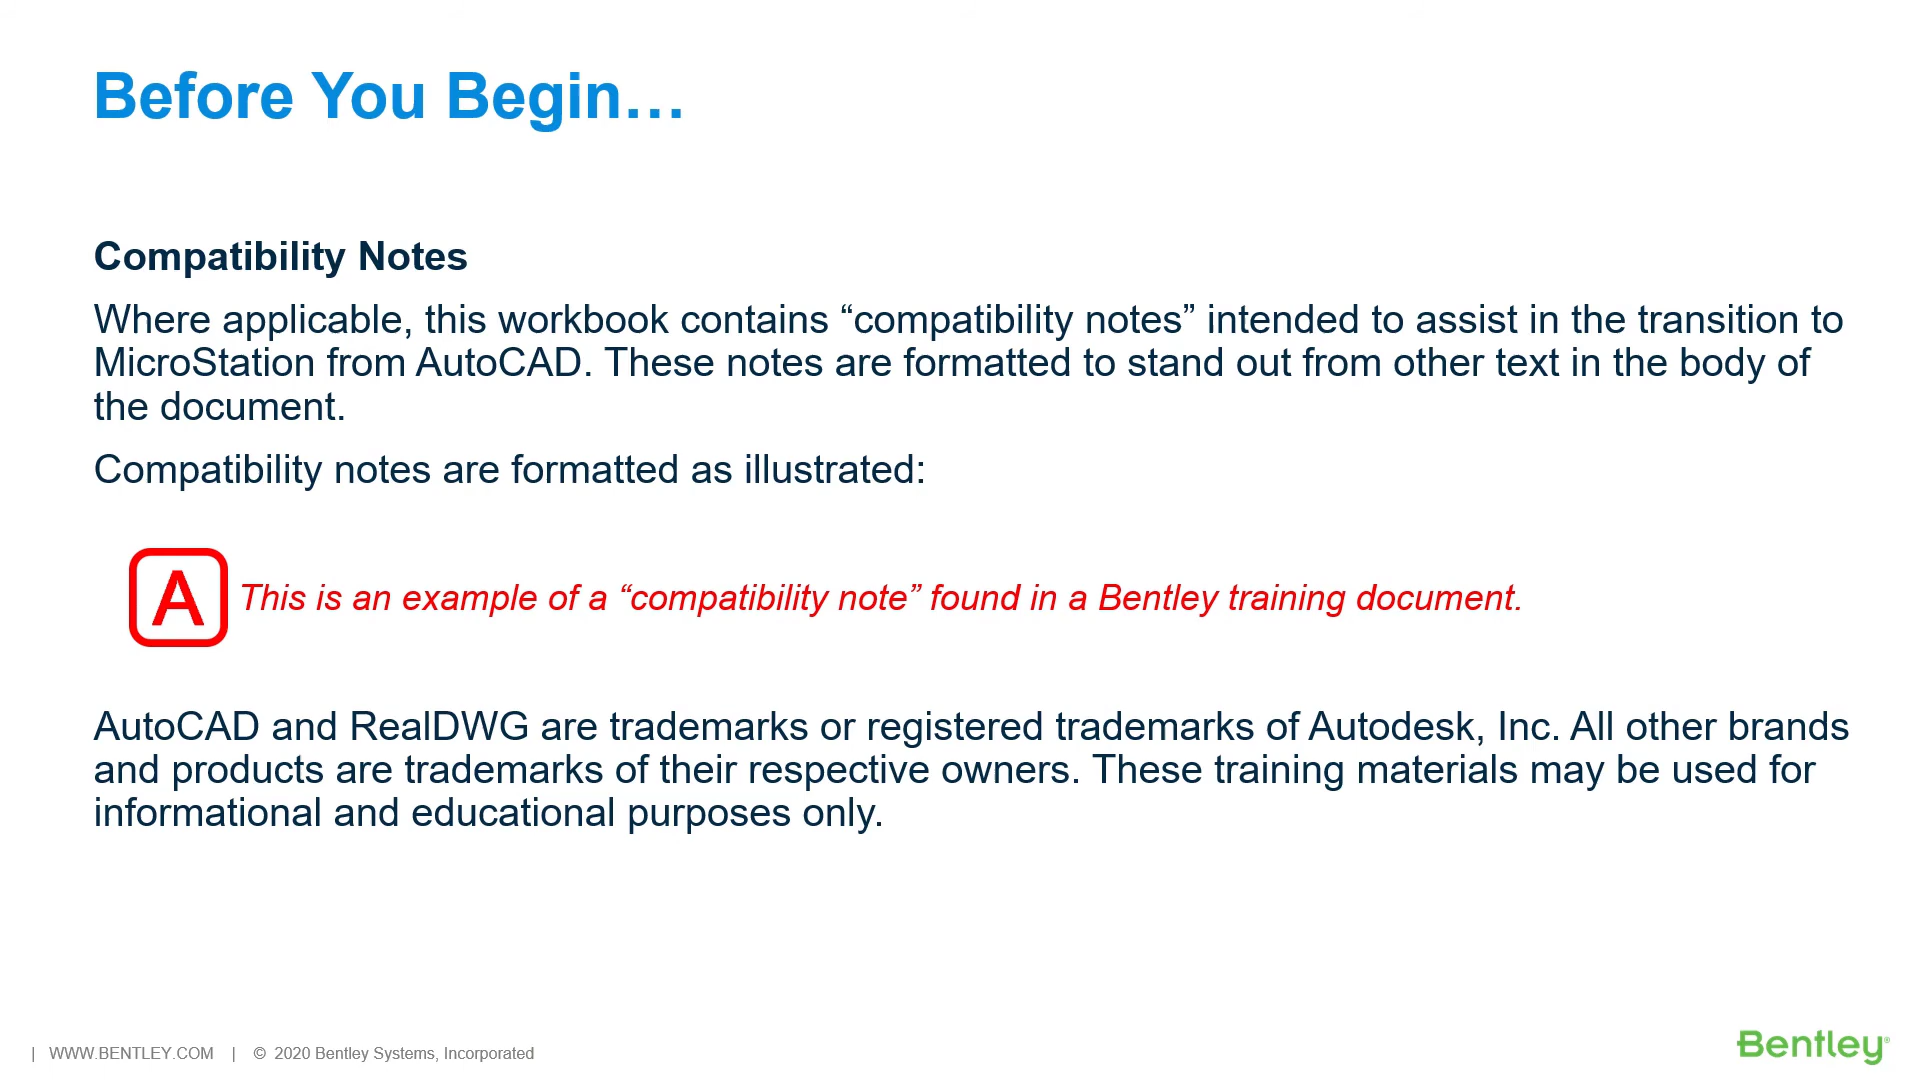 Before You Begin…
Compatibility Notes
Where applicable, this workbook contains “compatibility notes” intended to assist in the transition to
MicroStation from AutoCAD. These notes are formatted to stand out from other text in the body of
the document.
Compatibility notes are formatted as illustrated:
A This is an example of a “compatibility note” found in a Bentley training document.
AutoCAD and RealDWG are trademarks or registered trademarks of Autodesk, Inc. All other brands
and products are trademarks of their respective owners. These training materials may be used for
informational and educational purposes only.
| WWW.BENTLEY.COM | © 2020 Bentley Systems, Incorporated
Bentley®